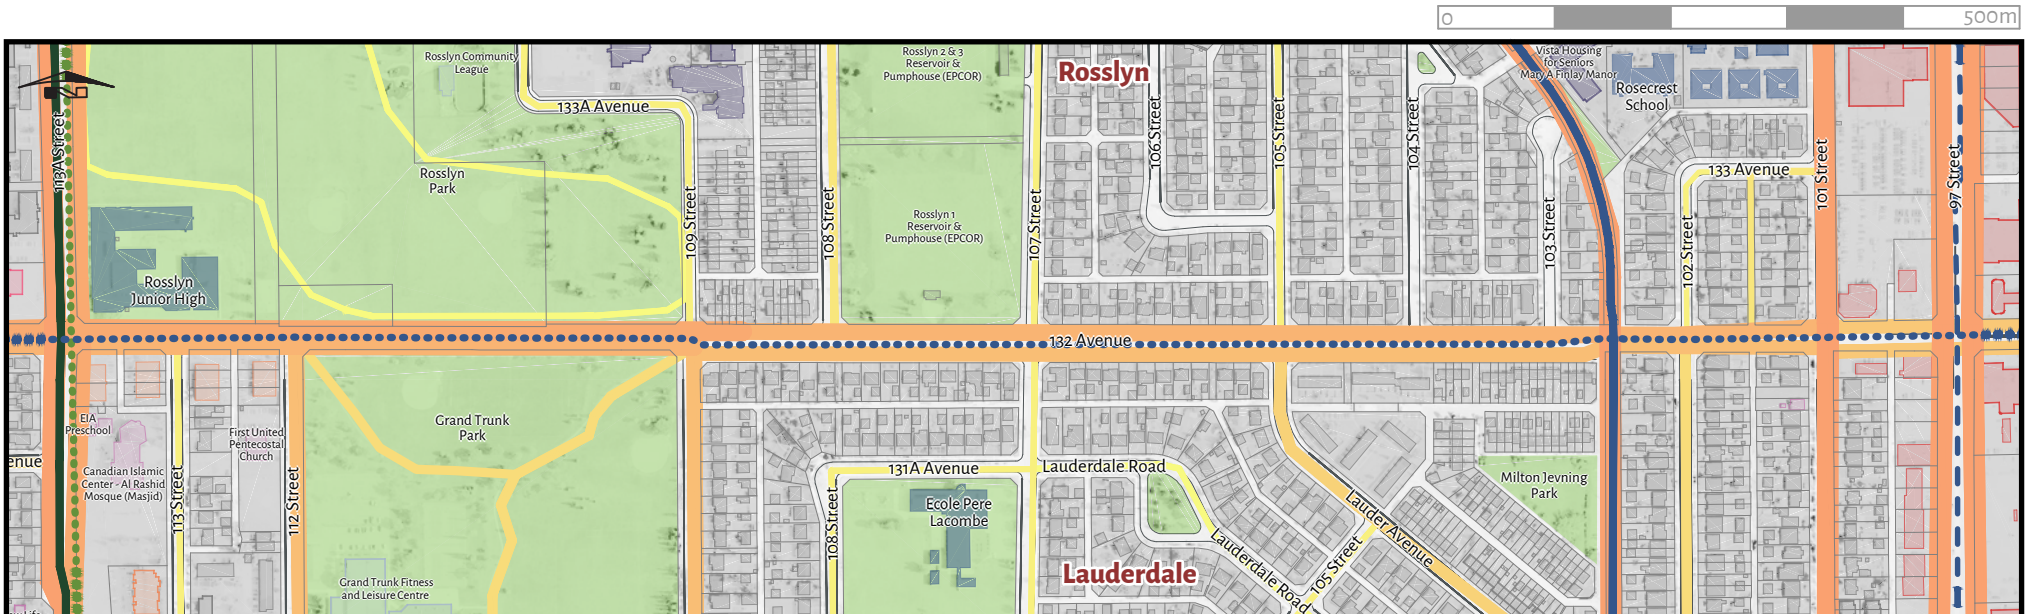 0
500m
Rosslyn Community
League
Rosslyn 2 & 3
Reservoir &
Pumphouse (EPCOR)
Rosslyn
Vista Housing
for Seniors
Mary A Finlay Manor
Rosecrest
School
133A Avenue
113A Street
Rosslyn
Park
109 Street
108 Street
Rosslyn 1
Reservoir &
Pumphouse (EPCOR)
107 Street
106 Street
105 Street
104 Street
103 Street
133 Avenue
102 Street
101 Street
97 Street
Rosslyn
Junior High
132 Avenue
EIA
Preschool
enue
Canadian Islamic
Center - Al Rashid
Mosque (Masjid)
113 Street
First United
Pentecostal
Church
112 Street
Grand Trunk
Park
Grand Trunk Fitness
and Leisure Centre
131A Avenue
108 Street
Ecole Pere
Lacombe
Lauderdale Road
Lauderdale
Lauderdale Road
105 Street
Lauder Avenue
Milton Jevning
Park